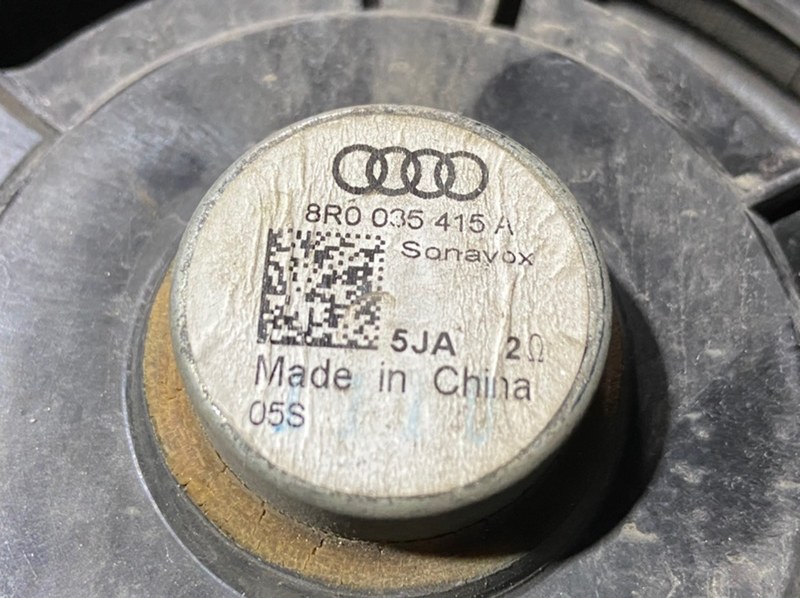 8R0 035 415 A
Sonavox
5JA 2Ω
Made in China
05S